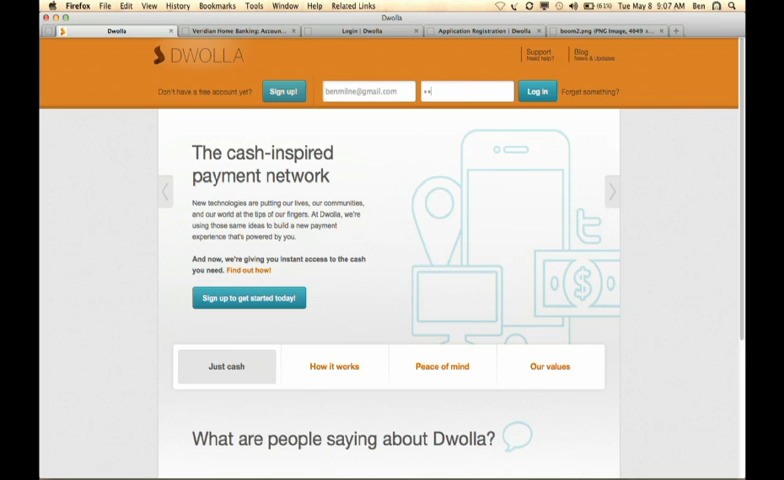 Firefox File Edit View History Bookmarks Tools Window Help Related Links (61%) Tue May 8 9:07 AM Ben
Dwolla
Dwolla Veridian Home Banking: Accoun... Login | Dwolla Application Registration | Dwolla boom2.png (PNG Image, 4049 x...
DWOLLA
Support
Need help?
Blog
News & Updates
Don't have a free account yet? Sign up! benmilne@gmail.com Log in Forget something?
The cash-inspired
payment network
New technologies are putting our lives, our communities,
and our world at the tips of our fingers. At Dwolla, we're
using those same ideas to build a new payment
experience that's powered by you.
And now, we're giving you instant access to the cash
you need. Find out how!
Sign up to get started today!
$
Just cash How it works Peace of mind Our values
What are people saying about Dwolla?